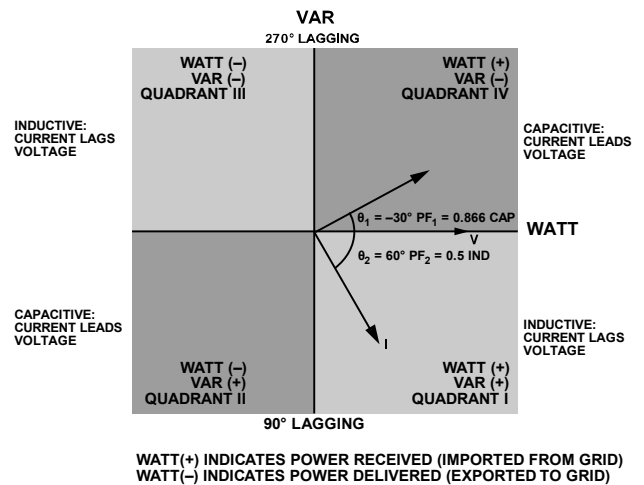 VAR
270° LAGGING
WATT (–)
VAR (–)
QUADRANT III
WATT (+)
VAR (–)
QUADRANT IV
INDUCTIVE:
CURRENT LAGS
VOLTAGE
CAPACITIVE:
CURRENT LEADS
VOLTAGE
θ1 = –30° PF1 = 0.866 CAP
WATT
V
θ2 = 60° PF2 = 0.5 IND
CAPACITIVE:
CURRENT LEADS
VOLTAGE
INDUCTIVE:
CURRENT LAGS
VOLTAGE
I
WATT (–)
VAR (+)
QUADRANT II
WATT (+)
VAR (+)
QUADRANT I
90° LAGGING
WATT(+) INDICATES POWER RECEIVED (IMPORTED FROM GRID)
WATT(–) INDICATES POWER DELIVERED (EXPORTED TO GRID)